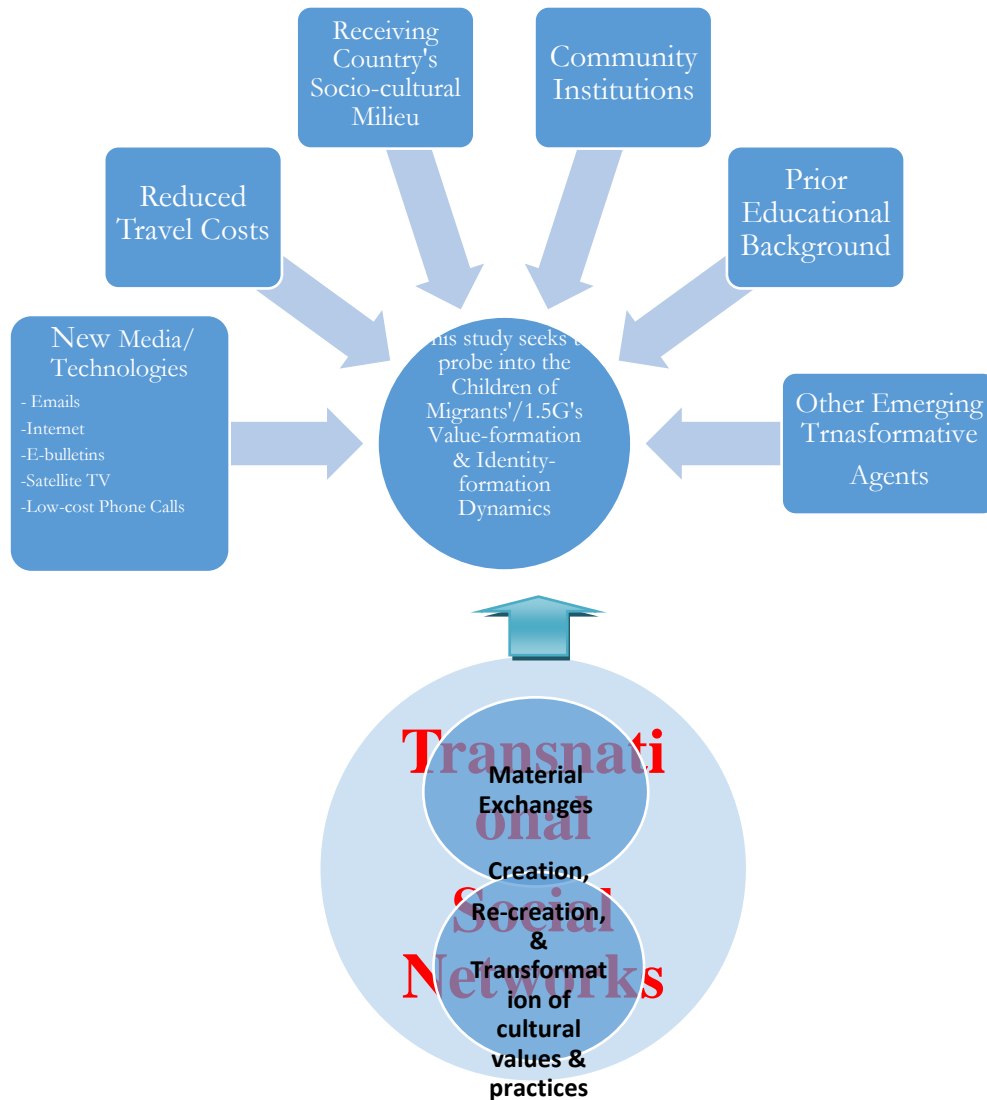 Receiving
Country's
Socio-cultural
Milieu
Community
Institutions
Reduced
Travel Costs
Prior
Educational
Background
New Media/
Technologies
- Emails
-Internet
-E-bulletins
-Satellite TV
-Low-cost Phone Calls
his study seeks t
probe into the
Children of
Migrants'/1.5G's
Value-formation
& Identity-
formation
Dynamics
Other Emerging
Trnasformative
Agents
Transnati
onal
Social
Networks
Material
Exchanges
Creation,
Re-creation,
&
Transformat
ion of
cultural
values &
practices